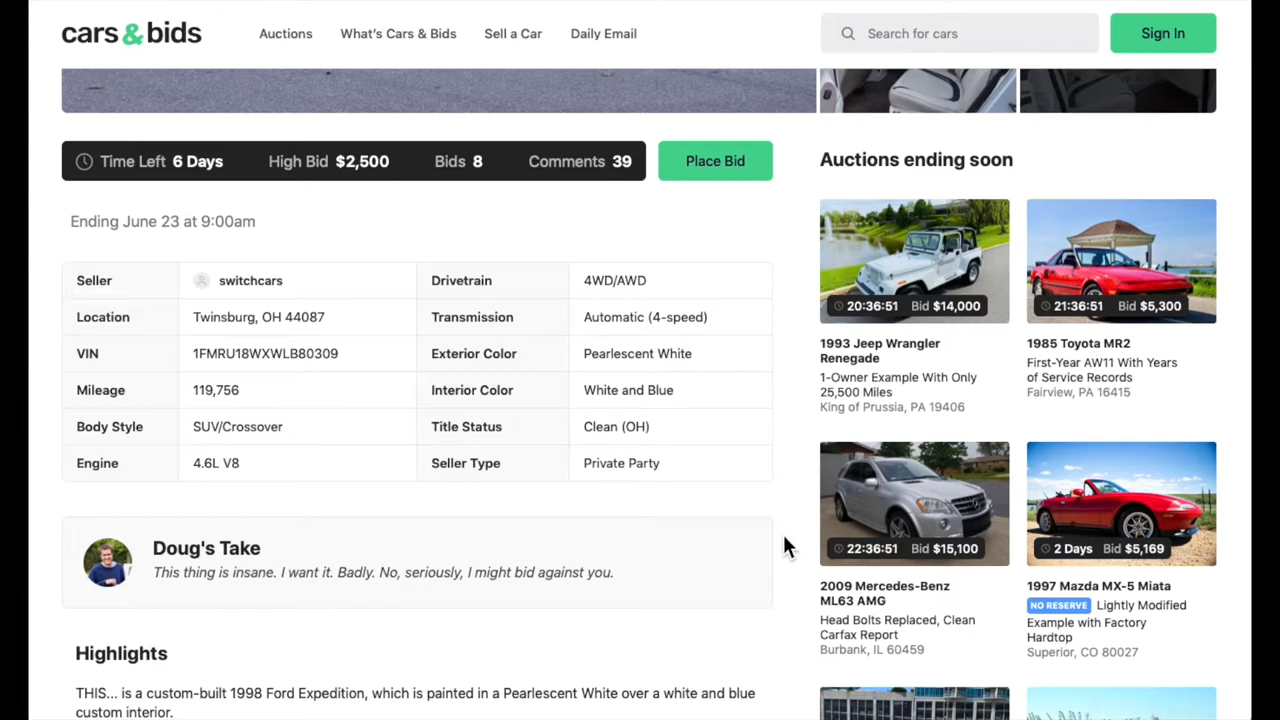 cars & bids
Auctions
What's Cars & Bids
Sell a Car
Daily Email
Search for cars
Sign In
Time Left 6 Days
High Bid $2,500
Bids 8
Comments 39
Place Bid
Ending June 23 at 9:00am
Seller
switchcars
Drivetrain
4WD/AWD
Location
Twinsburg, OH 44087
Transmission
Automatic (4-speed)
VIN
1FMRU18WXWLB80309
Exterior Color
Pearlescent White
Mileage
119,756
Interior Color
White and Blue
Body Style
SUV/Crossover
Title Status
Clean (OH)
Engine
4.6L V8
Seller Type
Private Party
Doug's Take
This thing is insane. I want it. Badly. No, seriously, I might bid against you.
Highlights
THIS... is a custom-built 1998 Ford Expedition, which is painted in a Pearlescent White over a white and blue
custom interior.
Auctions ending soon
20:36:51 Bid $14,000
1993 Jeep Wrangler
Renegade
1-Owner Example With Only
25,500 Miles
King of Prussia, PA 19406
21:36:51 Bid $5,300
1985 Toyota MR2
First-Year AW11 With Years
of Service Records
Fairview, PA 16415
22:36:51 Bid $15,100
2009 Mercedes-Benz
ML63 AMG
Head Bolts Replaced, Clean
Carfax Report
Burbank, IL 60459
2 Days Bid $5,169
1997 Mazda MX-5 Miata
NO RESERVE Lightly Modified
Example with Factory
Hardtop
Superior, CO 80027